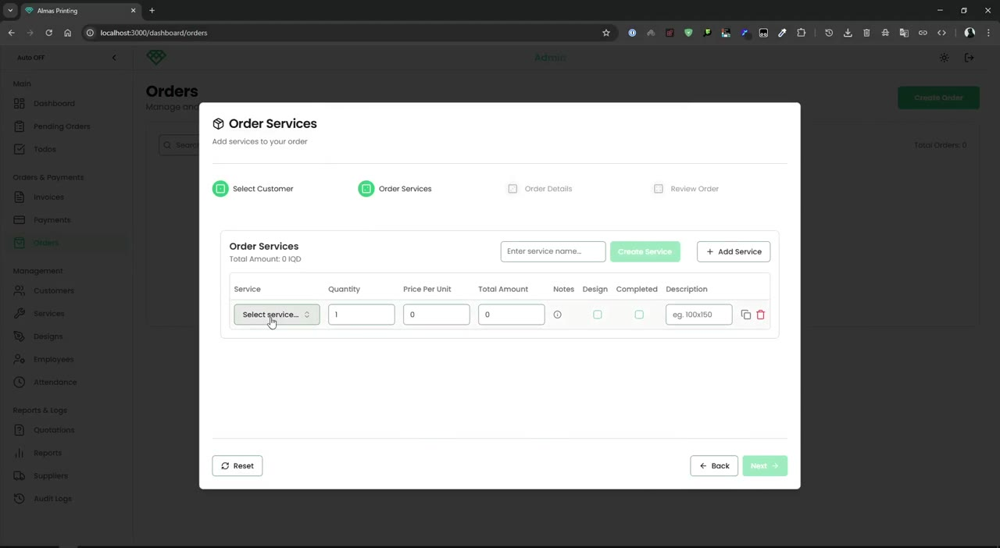 Almas Printing
localhost:3000/dashboard/orders
Auto OFF
Admin
Main
Dashboard
Pending Orders
Todos
Orders & Payments
Invoices
Payments
Orders
Management
Customers
Services
Designs
Employees
Attendance
Reports & Logs
Quotations
Reports
Suppliers
Audit Logs
Orders
Manage and
Create Order
Search
Total Orders: 0
Order Services
Add services to your order
Select Customer
Order Services
Order Details
Review Order
Order Services
Total Amount: 0 IQD
Enter service name...
Create Service
+ Add Service
Service Quantity Price Per Unit Total Amount Notes Design Completed Description
Select service... 1 0 0 eg. 100x150
Reset
Back
Next